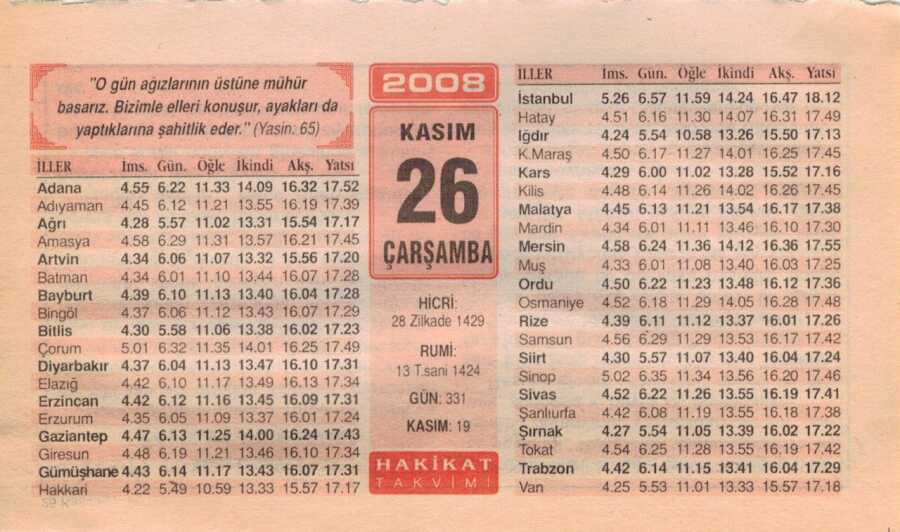 "O gün ağızlarının üstüne mühür
basarız. Bizimle elleri konuşur, ayakları da
yaptıklarına şahitlik eder." (Yasin: 65)
İLLER İms. Gün. Öğle İkindi Akş. Yatsı
Adana 4.55 6.22 11.33 14.09 16.32 17.52
Adıyaman 4.45 6.12 11.21 13.55 16.19 17.39
Ağrı 4.28 5.57 11.02 13.31 15.54 17.17
Amasya 4.58 6.29 11.31 13.57 16.21 17.45
Artvin 4.34 6.06 11.07 13.32 15.56 17.20
Batman 4.34 6.01 11.10 13.44 16.07 17.28
Bayburt 4.39 6.10 11.13 13.40 16.04 17.28
Bingöl 4.37 6.06 11.12 13.43 16.07 17.29
Bitlis 4.30 5.58 11.06 13.38 16.02 17.23
Çorum 5.01 6.32 11.35 14.01 16.25 17.49
Diyarbakır 4.37 6.04 11.13 13.47 16.10 17.31
Elazığ 4.42 6.10 11.17 13.49 16.13 17.34
Erzincan 4.42 6.12 11.16 13.45 16.09 17.31
Erzurum 4.35 6.05 11.09 13.37 16.01 17.24
Gaziantep 4.47 6.13 11.25 14.00 16.24 17.43
Giresun 4.48 6.19 11.21 13.46 16.10 17.34
Gümüşhane 4.43 6.14 11.17 13.43 16.07 17.31
Hakkari 4.22 5.49 10.59 13.33 15.57 17.17
2008
KASIM
26
ÇARŞAMBA
HİCRİ:
28 Zilkade 1429
RUMİ:
13 T.sani 1424
GÜN: 331
KASIM: 19
HAKİKAT
TAKVİMİ
İLLER İms. Gün. Öğle İkindi Akş. Yatsı
İstanbul 5.26 6.57 11.59 14.24 16.47 18.12
Hatay 4.51 6.16 11.30 14.07 16.31 17.49
Iğdır 4.24 5.54 10.58 13.26 15.50 17.13
K.Maraş 4.50 6.17 11.27 14.01 16.25 17.45
Kars 4.29 6.00 11.02 13.28 15.52 17.16
Kilis 4.48 6.14 11.26 14.02 16.26 17.45
Malatya 4.45 6.13 11.21 13.54 16.17 17.38
Mardin 4.34 6.01 11.11 13.46 16.10 17.30
Mersin 4.58 6.24 11.36 14.12 16.36 17.55
Muş 4.33 6.01 11.08 13.40 16.03 17.25
Ordu 4.50 6.22 11.23 13.48 16.12 17.36
Osmaniye 4.52 6.18 11.29 14.05 16.28 17.48
Rize 4.39 6.11 11.12 13.37 16.01 17.26
Samsun 4.56 6.29 11.29 13.53 16.17 17.42
Siirt 4.30 5.57 11.07 13.40 16.04 17.24
Sinop 5.02 6.35 11.34 13.56 16.20 17.46
Sivas 4.52 6.22 11.26 13.55 16.19 17.41
Şanlıurfa 4.42 6.08 11.19 13.55 16.18 17.38
Şırnak 4.27 5.54 11.05 13.39 16.02 17.22
Tokat 4.54 6.25 11.28 13.55 16.19 17.42
Trabzon 4.42 6.14 11.15 13.41 16.04 17.29
Van 4.25 5.53 11.01 13.33 15.57 17.18